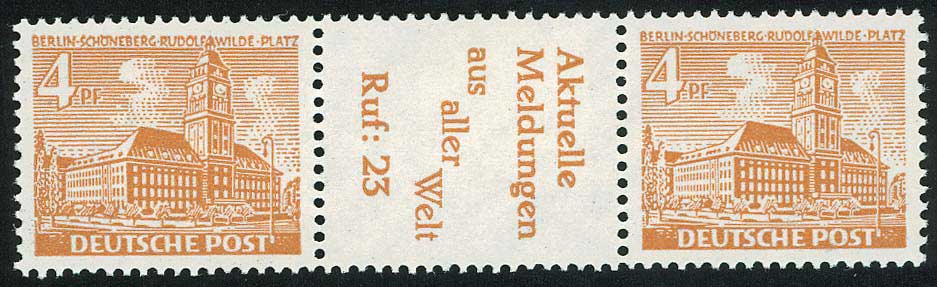 BERLIN-SCHÖNEBERG·RUDOLF-WILDE-PLATZ
4
PF
DEUTSCHE POST
Aktuelle
Meldungen
aus
aller Welt
Ruf: 23
BERLIN-SCHÖNEBERG·RUDOLF-WILDE-PLATZ
4
PF
DEUTSCHE POST